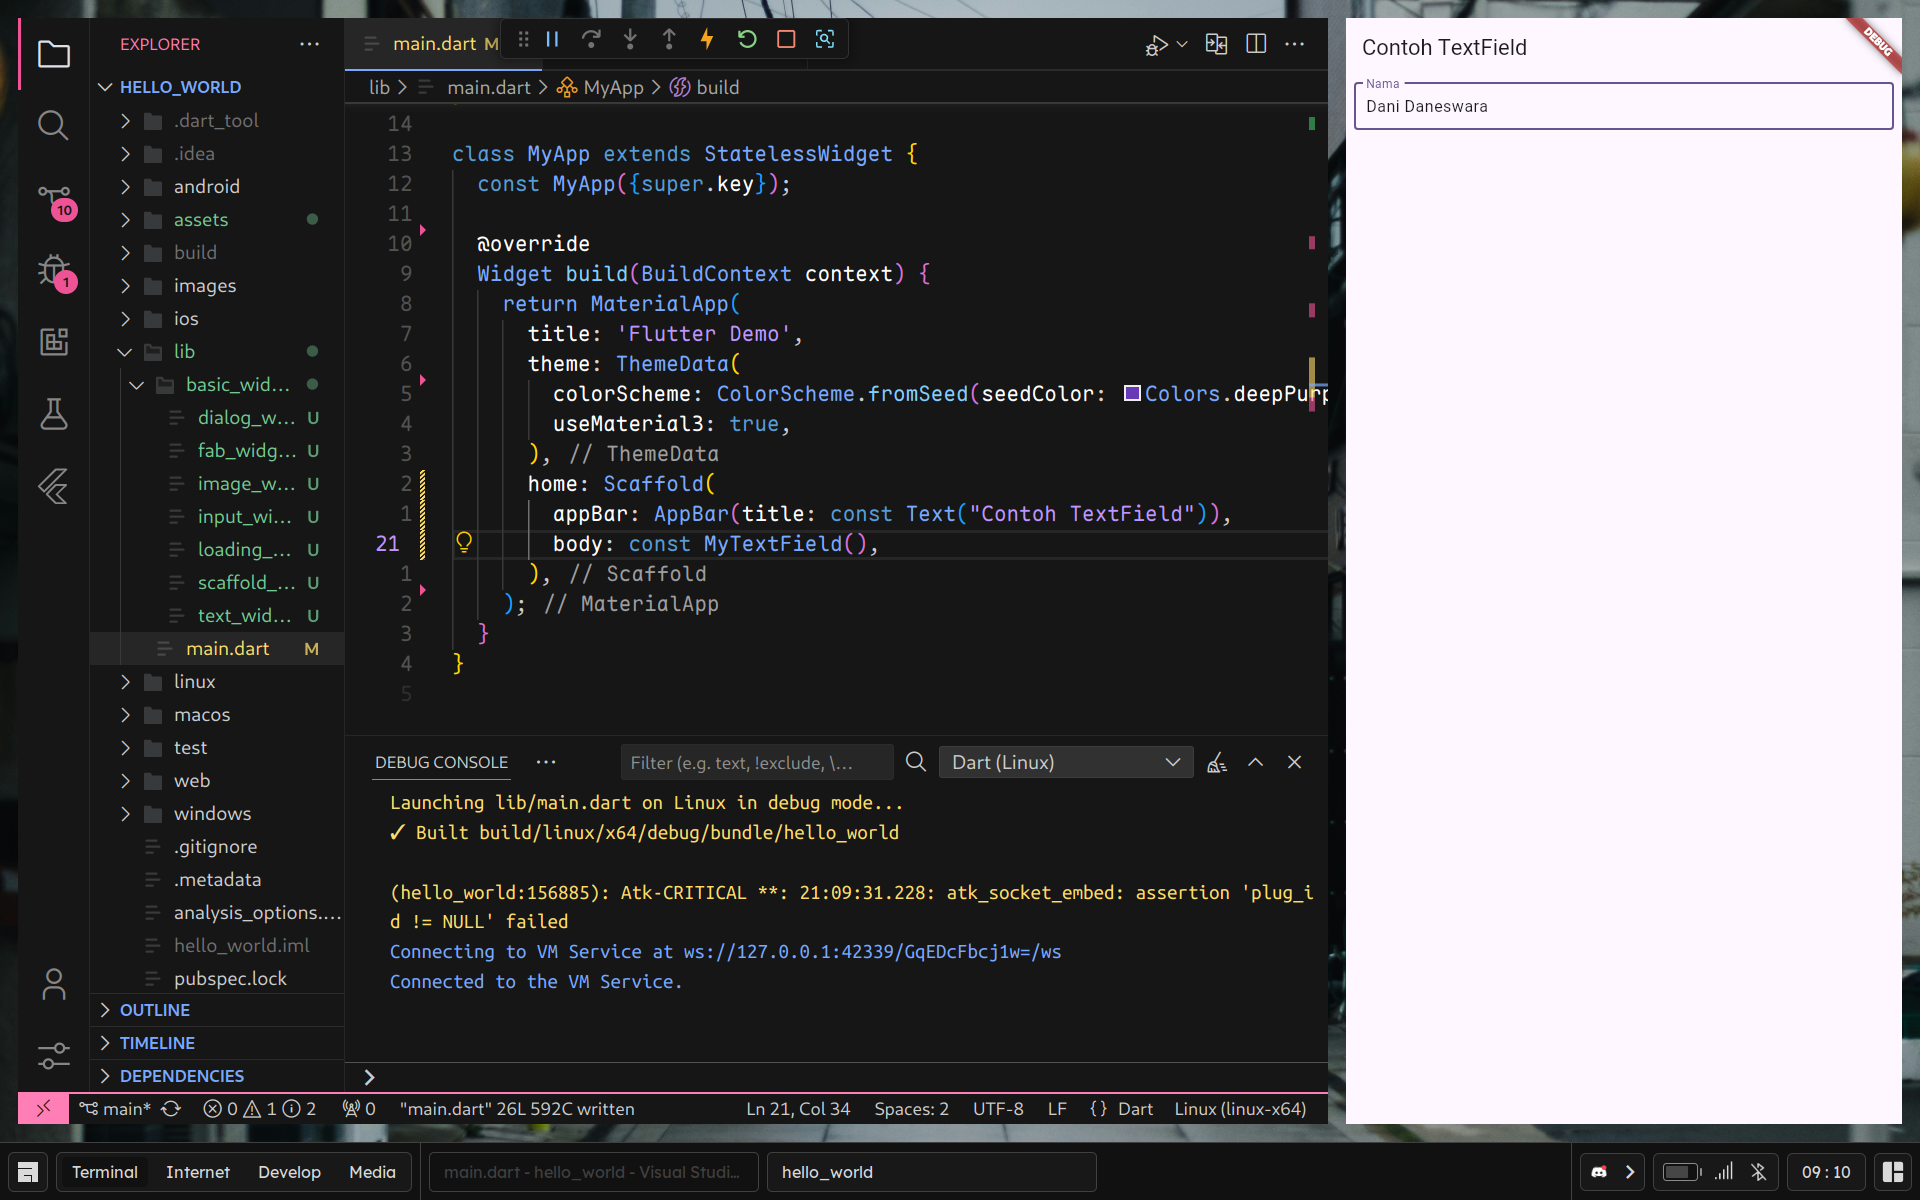 EXPLORER
HELLO_WORLD
.dart_tool
.idea
android
assets
build
images
ios
lib
basic_wid...
dialog_w... U
fab_widg... U
image_w... U
input_wi... U
loading_... U
scaffold_... U
text_wid... U
main.dart M
linux
macos
test
web
windows
.gitignore
.metadata
analysis_options....
hello_world.iml
pubspec.lock
OUTLINE
TIMELINE
DEPENDENCIES
10
1
main.dart M
lib > main.dart > MyApp > build
14
13 class MyApp extends StatelessWidget {
12 const MyApp({super.key});
11
10 @override
9 Widget build(BuildContext context) {
8 return MaterialApp(
7 title: 'Flutter Demo',
6 theme: ThemeData(
5 colorScheme: ColorScheme.fromSeed(seedColor: Colors.deepPurp
4 useMaterial3: true,
3 ), // ThemeData
2 home: Scaffold(
1 appBar: AppBar(title: const Text("Contoh TextField")),
21 body: const MyTextField(),
1 ), // Scaffold
2 ); // MaterialApp
3 }
4 }
5
DEBUG CONSOLE
Filter (e.g. text, !exclude, \...
Dart (Linux)
Launching lib/main.dart on Linux in debug mode...
✓ Built build/linux/x64/debug/bundle/hello_world
(hello_world:156885): Atk-CRITICAL **: 21:09:31.228: atk_socket_embed: assertion 'plug_i
d != NULL' failed
Connecting to VM Service at ws://127.0.0.1:42339/GqEDcFbcj1w=/ws
Connected to the VM Service.
main* 0 1 2 0 "main.dart" 26L 592C written Ln 21, Col 34 Spaces: 2 UTF-8 LF {} Dart Linux (linux-x64)
Contoh TextField
DEBUG
Nama
Dani Daneswara
Terminal Internet Develop Media main.dart - hello_world - Visual Studi... hello_world 09:10